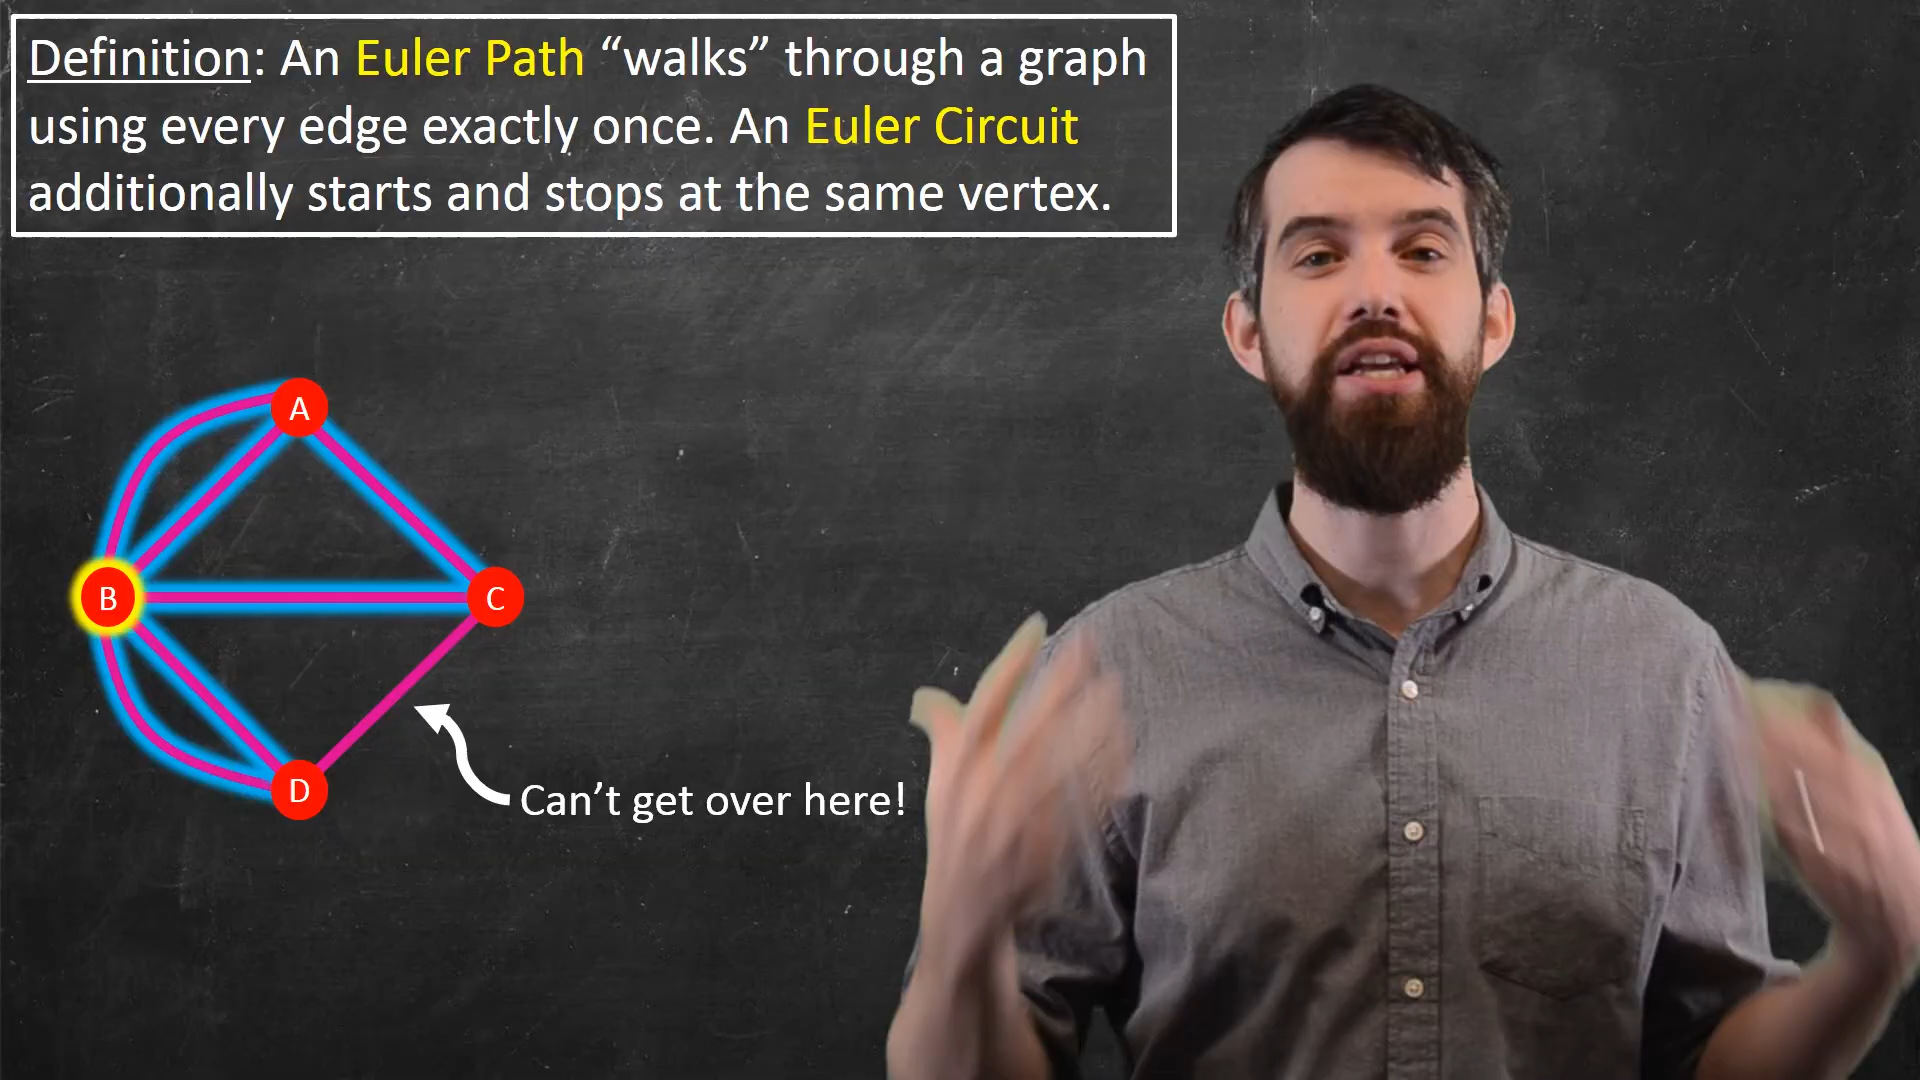 Definition: An Euler Path “walks” through a graph
using every edge exactly once. An Euler Circuit
additionally starts and stops at the same vertex.
A
B
C
D
Can’t get over here!